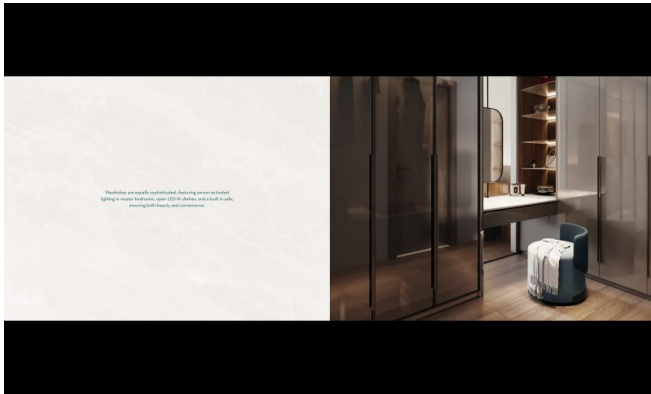 Wardrobes are equally sophisticated, featuring sensor-activated
lighting in master bedrooms, open LED-lit shelves, and a built-in safe,
ensuring both beauty and convenience.